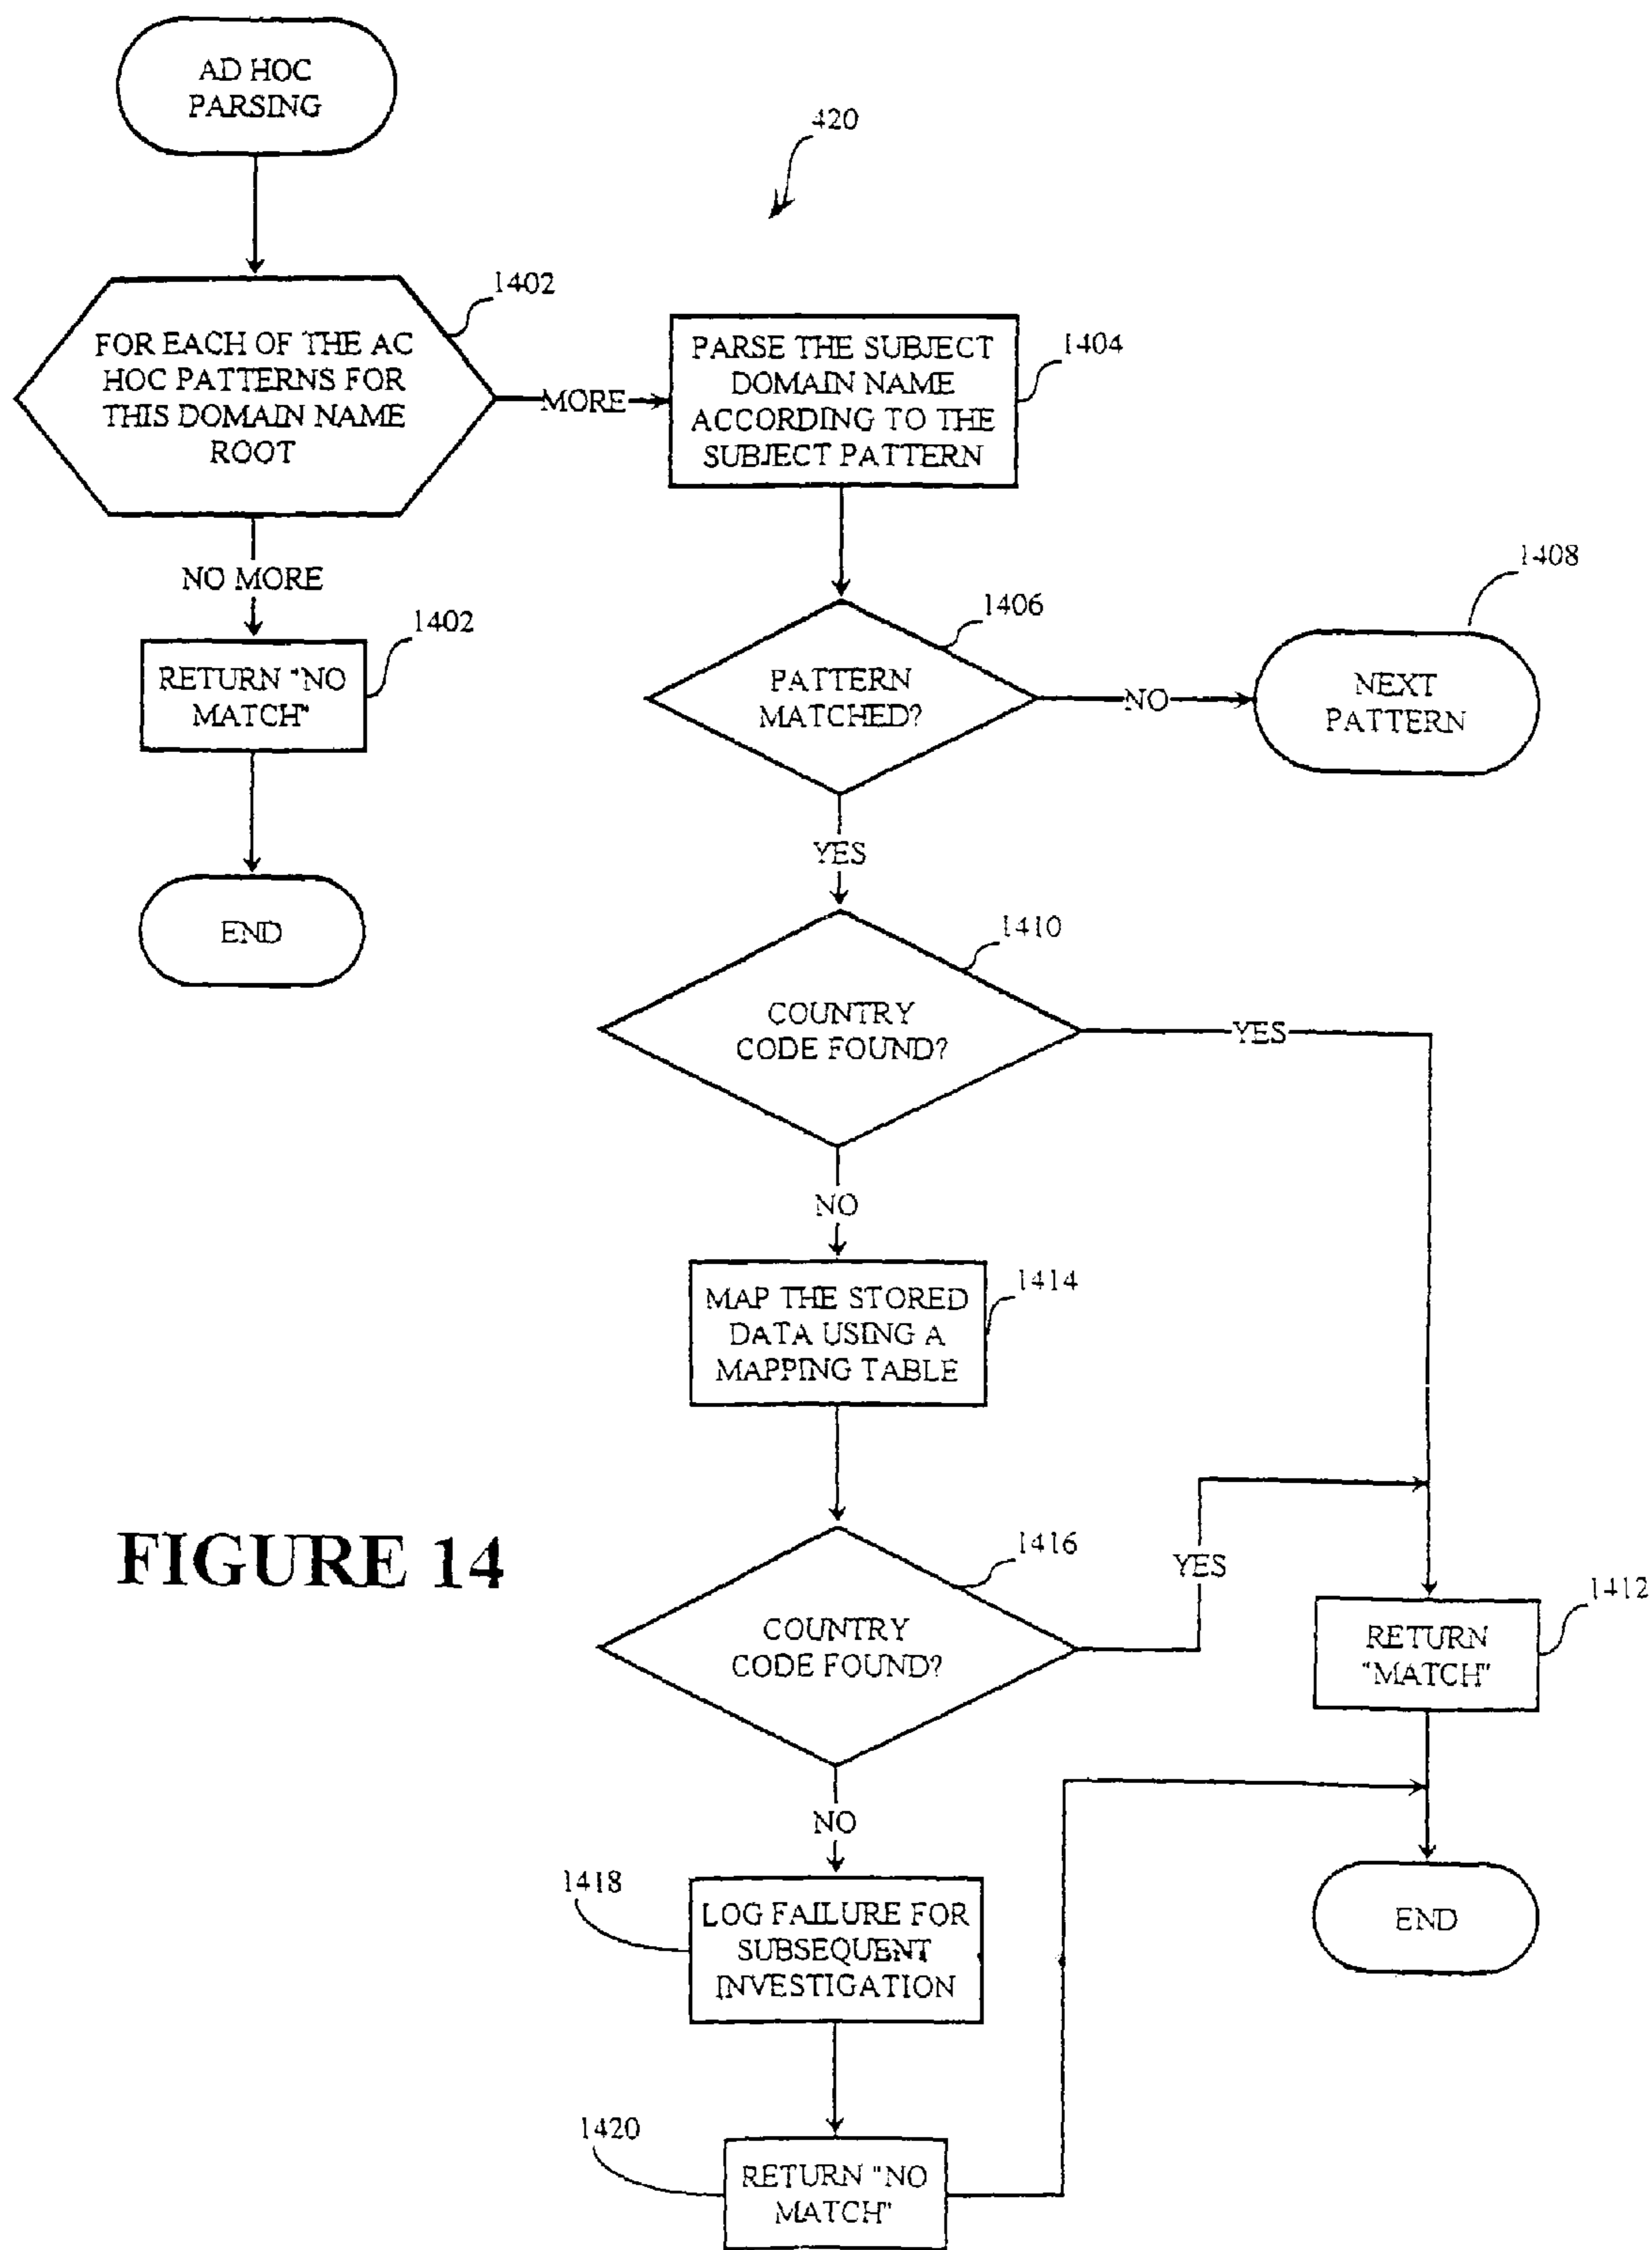 AD HOC
PARSING
420
1402
FOR EACH OF THE AC
HOC PATTERNS FOR
THIS DOMAIN NAME
ROOT
MORE
PARSE THE SUBJECT
DOMAIN NAME
ACCORDING TO THE
SUBJECT PATTERN
1404
NO MORE
1402
RETURN "NO
MATCH"
END
1406
PATTERN
MATCHED?
NO
1408
NEXT
PATTERN
YES
1410
COUNTRY
CODE FOUND?
YES
NO
MAP THE STORED
DATA USING A
MAPPING TABLE
1414
FIGURE 14
1416
COUNTRY
CODE FOUND?
YES
1412
RETURN
"MATCH"
NO
1418
LOG FAILURE FOR
SUBSEQUENT
INVESTIGATION
END
1420
RETURN "NO
MATCH"